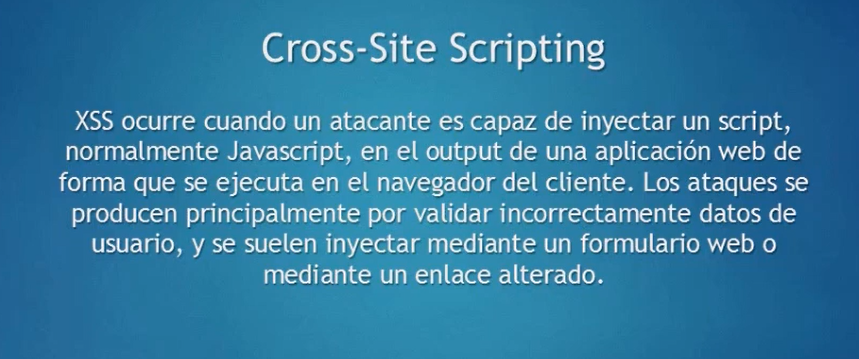 Cross-Site Scripting
XSS ocurre cuando un atacante es capaz de inyectar un script,
normalmente Javascript, en el output de una aplicación web de
forma que se ejecuta en el navegador del cliente. Los ataques se
producen principalmente por validar incorrectamente datos de
usuario, y se suelen inyectar mediante un formulario web o
mediante un enlace alterado.